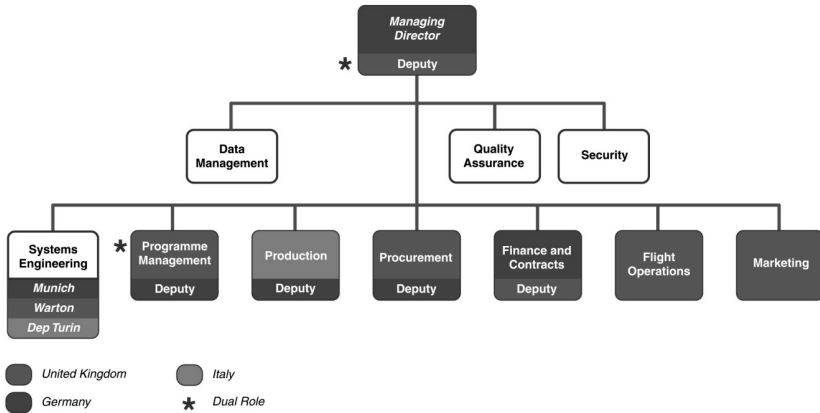 Managing
Director
* Deputy
Data
Management
Quality
Assurance
Security
Systems
Engineering
Munich
Warton
Dep Turin
* Programme
Management
Deputy
Production
Deputy
Procurement
Deputy
Finance and
Contracts
Deputy
Flight
Operations
Marketing
United Kingdom
Italy
Germany
* Dual Role